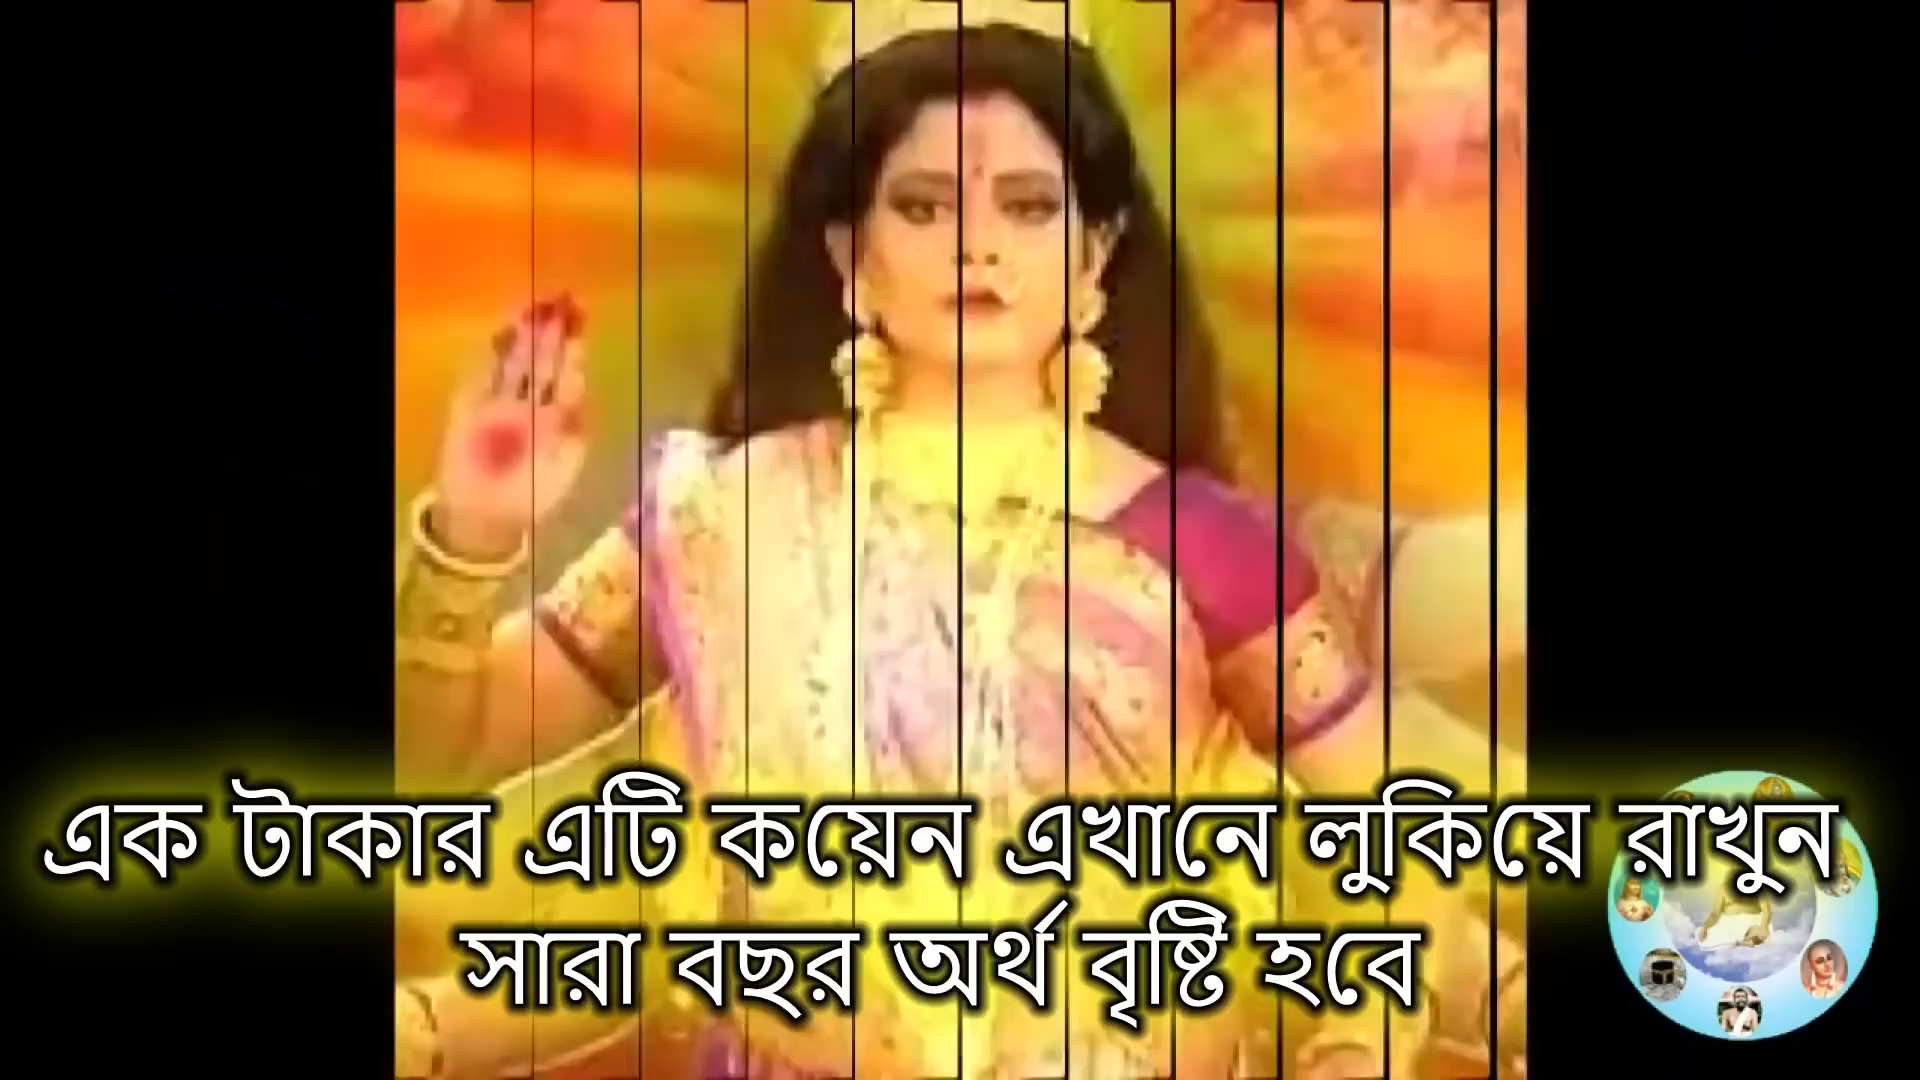 এক টাকার এটি কয়েন এখানে লুকিয়ে রাখুন
সারা বছর অর্থ বৃষ্টি হবে